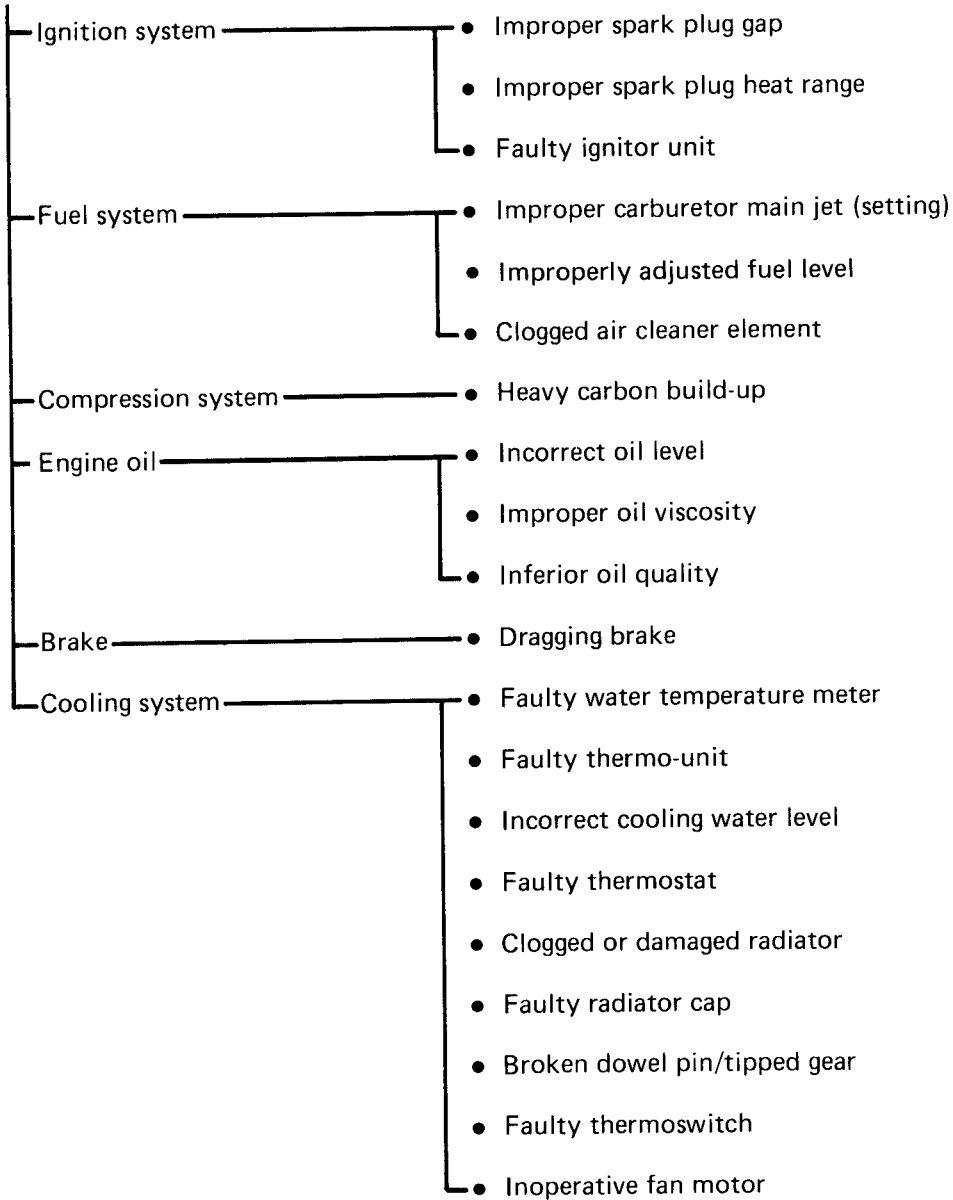 Ignition system
• Improper spark plug gap
• Improper spark plug heat range
• Faulty ignitor unit
Fuel system
• Improper carburetor main jet (setting)
• Improperly adjusted fuel level
• Clogged air cleaner element
Compression system
• Heavy carbon build-up
Engine oil
• Incorrect oil level
• Improper oil viscosity
• Inferior oil quality
Brake
• Dragging brake
Cooling system
• Faulty water temperature meter
• Faulty thermo-unit
• Incorrect cooling water level
• Faulty thermostat
• Clogged or damaged radiator
• Faulty radiator cap
• Broken dowel pin/tipped gear
• Faulty thermoswitch
• Inoperative fan motor